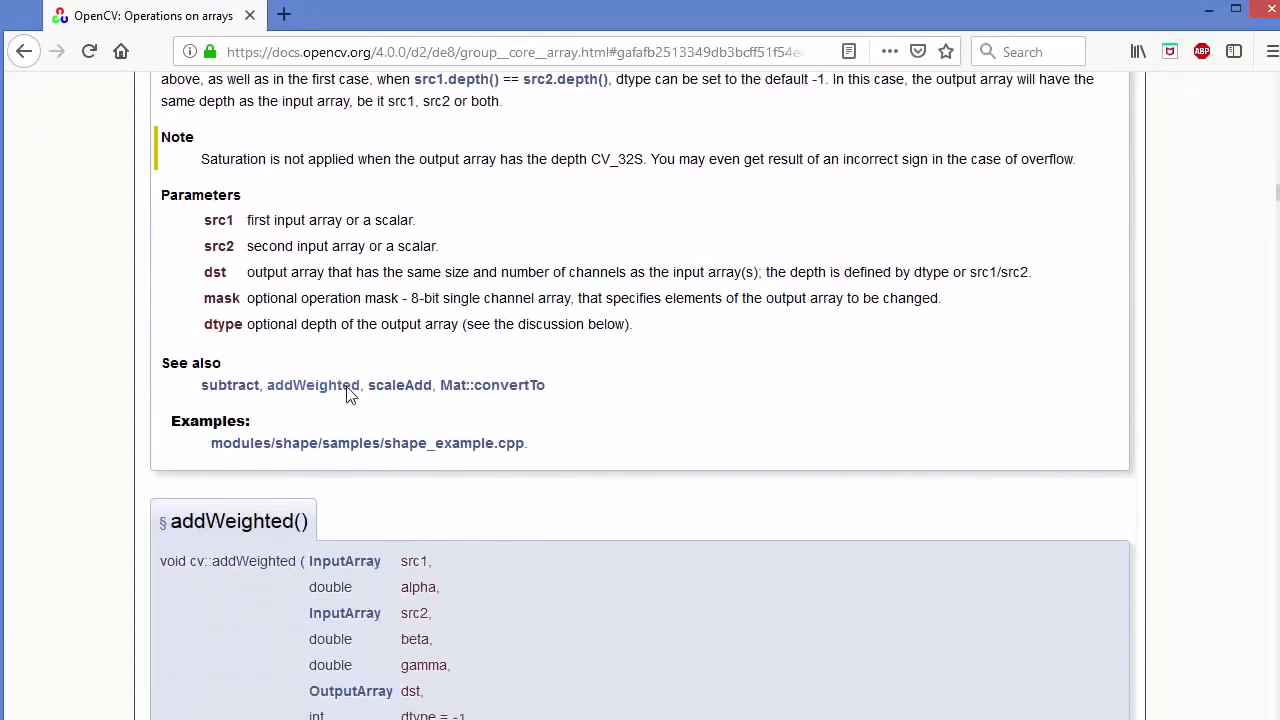 OpenCV: Operations on arrays
https://docs.opencv.org/4.0.0/d2/de8/group__core__array.html#gafafb2513349db3bcff51f54e
Search
ABP
above, as well as in the first case, when src1.depth() == src2.depth(), dtype can be set to the default -1. In this case, the output array will have the
same depth as the input array, be it src1, src2 or both.
Note
Saturation is not applied when the output array has the depth CV_32S. You may even get result of an incorrect sign in the case of overflow.
Parameters
src1 first input array or a scalar.
src2 second input array or a scalar.
dst output array that has the same size and number of channels as the input array(s); the depth is defined by dtype or src1/src2.
mask optional operation mask - 8-bit single channel array, that specifies elements of the output array to be changed.
dtype optional depth of the output array (see the discussion below).
See also
subtract, addWeighted, scaleAdd, Mat::convertTo
Examples:
modules/shape/samples/shape_example.cpp.
§ addWeighted()
void cv::addWeighted ( InputArray src1,
double alpha,
InputArray src2,
double beta,
double gamma,
OutputArray dst,
int dtype = -1